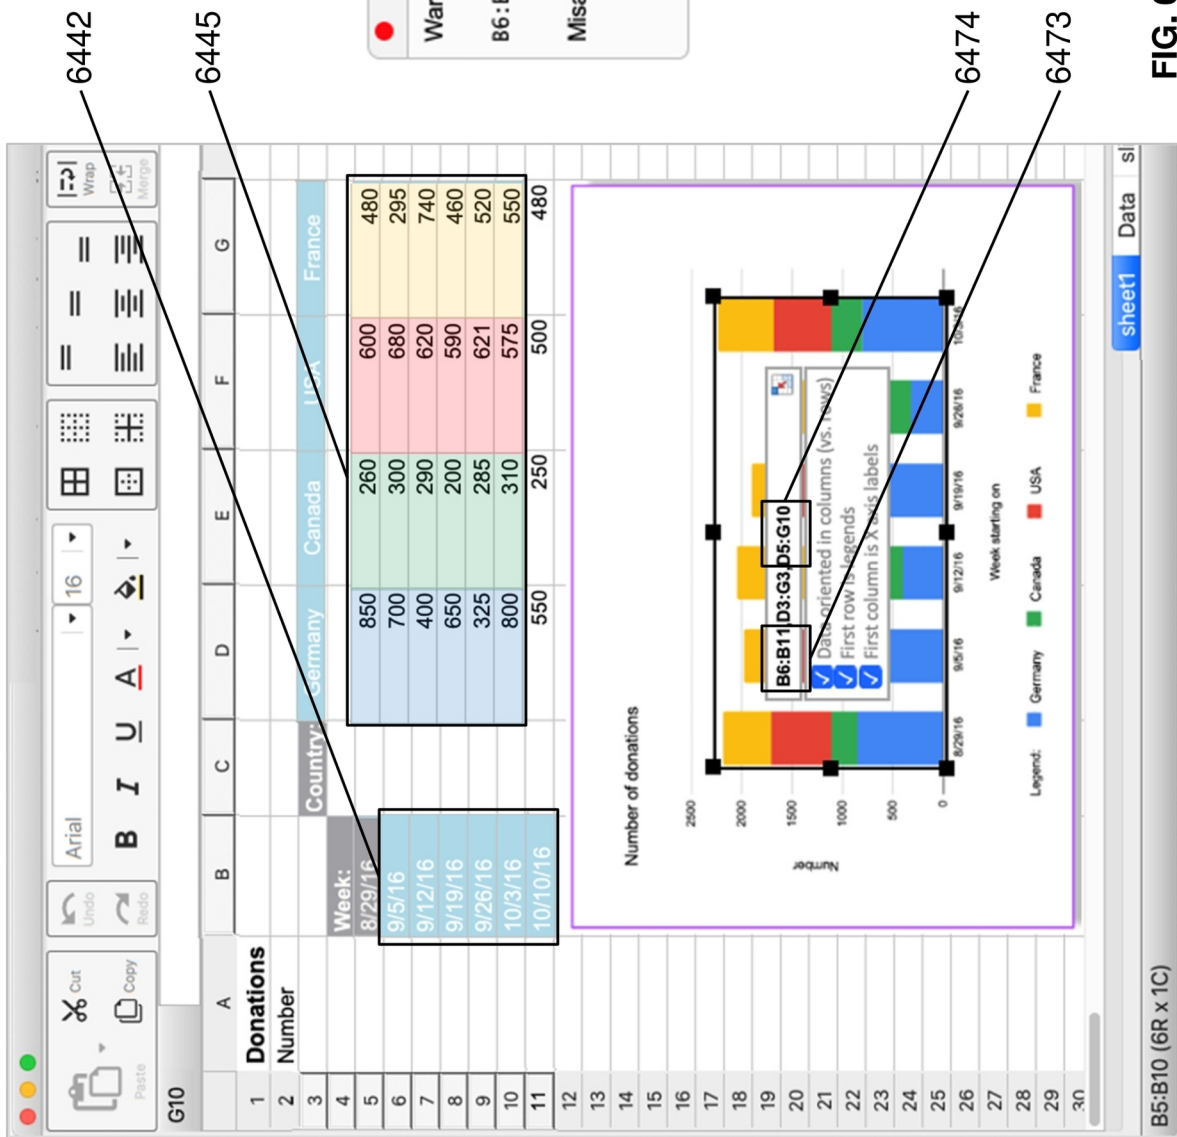 6442
6445
Undo
Redo
Cut
Copy
Paste
Arial
16
B I U A
Wrap
Merge
G10
A B C D E F G
1 Donations
2 Number
3 Country: Germany Canada USA France
4 Week:
5 8/29/16 850 260 600 480
6 9/5/16 700 300 680 295
7 9/12/16 400 290 620 740
8 9/19/16 650 200 590 460
9 9/26/16 325 285 621 520
10 10/3/16 800 310 575 550
11 10/10/16 550 250 500 480
12
13
14
15
16
17
18
19
20
21
22
23
24
25
26
27
28
29
30
Number of donations
2500
2000
1500
1000
500
0
Number
B6:B11,D3:G3,D5:G10
Data oriented in columns (vs. rows)
First row is legends
First column is X axis labels
8/29/16 9/5/16 9/12/16 9/19/16 9/26/16
Week starting on
Legend: Germany Canada USA France
sheet1 Data sl
B5:B10 (6R x 1C)
War
B6:
Misa
6474
6473
FIG.